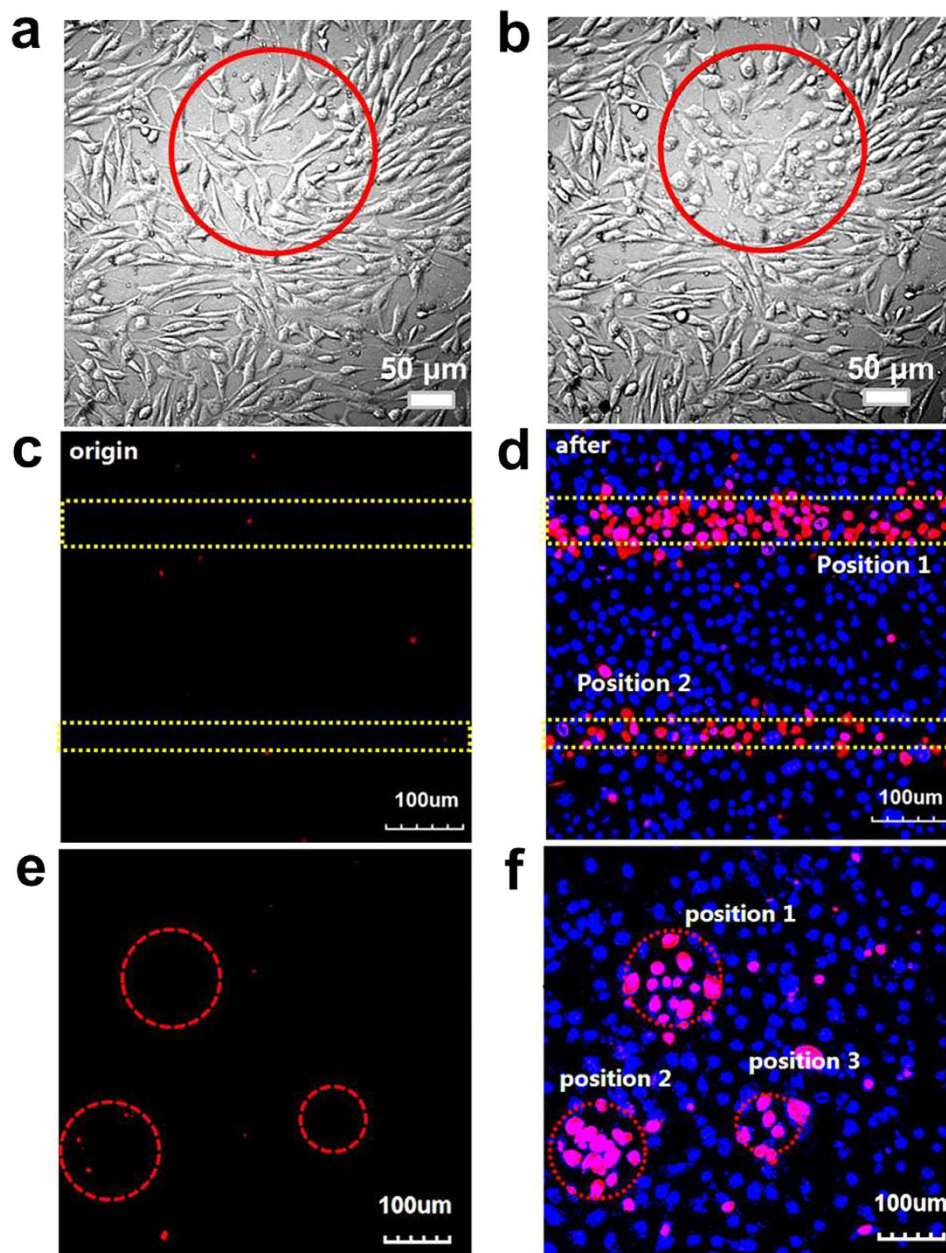 a
b
50 μm
50 μm
c
origin
d
after
Position 1
Position 2
100um
100um
e
f
position 1
position 3
position 2
100um
100um